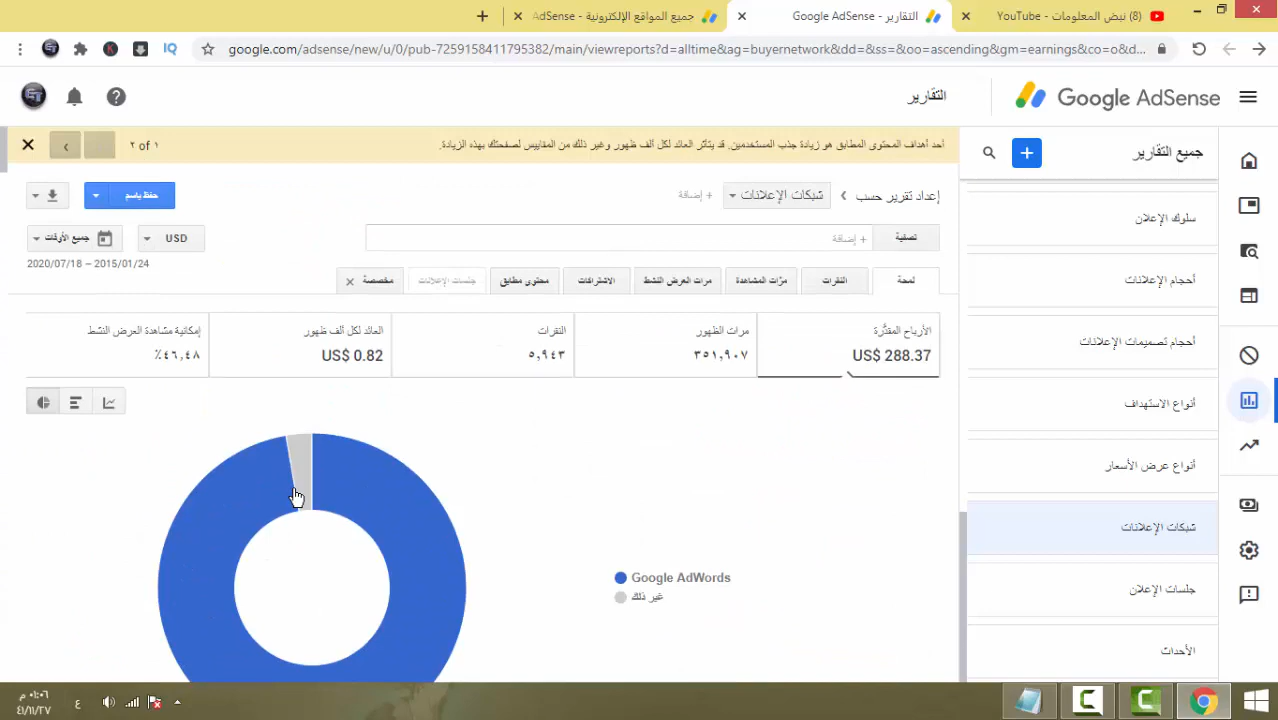 (8) نبض المعلومات - YouTube
التقارير - Google AdSense
جميع المواقع الإلكترونية - AdSense
google.com/adsense/new/u/0/pub-7259158411795382/main/viewreports?d=alltime&ag=buyernetwork&dd=&ss=&oo=ascending&gm=earnings&co=o&d...
Google AdSense
التقارير
جميع التقارير
سلوك الإعلان
أحجام الإعلانات
أحجام تصميمات الإعلانات
أنواع الاستهداف
أنواع عرض الأسعار
شبكات الإعلانات
جلسات الإعلان
الأحداث
أحد أهداف المحتوى المطابق هو زيادة جذب المستخدمين. قد يتأثر العائد لكل ألف ظهور وغير ذلك من المقاييس لصفحتك بهذه الزيادة.
١ of ٢
إعداد تقرير حسب
شبكات الإعلانات
+ إضافة
حفظ باسم
تصفية
+ إضافة
USD
جميع الأوقات
2015/01/24 – 2020/07/18
لمحة
النقرات
مرّات المشاهدة
مرات العرض النشط
الاشتراكات
محتوى مطابق
جلسات الإعلانات
مخصصة
الأرباح المقدَّرة
US$ 288.37
مرات الظهور
٣٥١,٩٠٧
النقرات
٥,٩٤٣
العائد لكل ألف ظهور
US$ 0.82
إمكانية مشاهدة العرض النشط
٤٦,٤٨٪
Google AdWords
غير ذلك
٠١:٠٦ م
٤١/١١/٢٧
ع